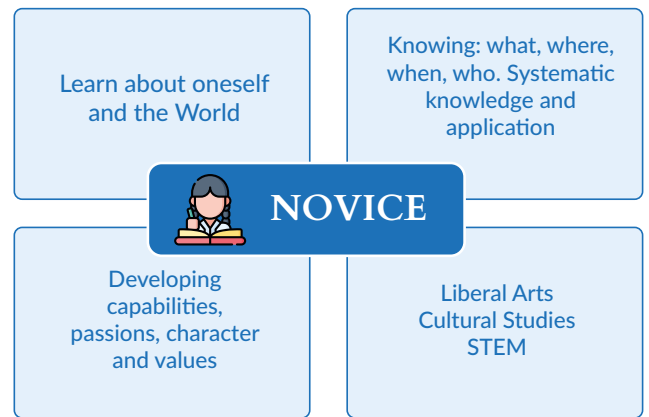 Learn about oneself
and the World
Knowing: what, where,
when, who. Systematic
knowledge and
application
NOVICE
Developing
capabilities,
passions, character
and values
Liberal Arts
Cultural Studies
STEM